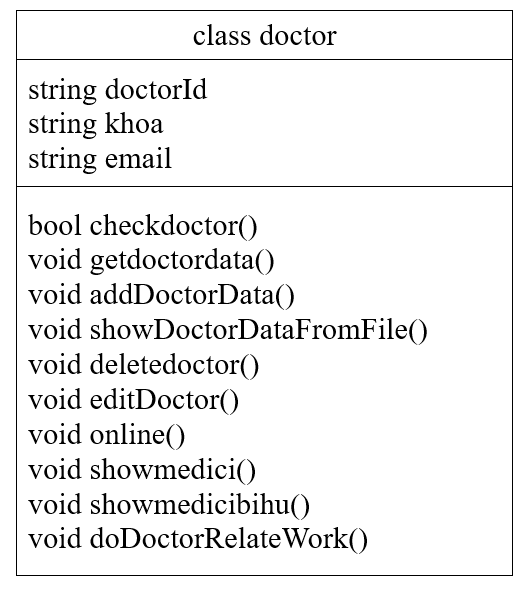 class doctor
string doctorId
string khoa
string email
bool checkdoctor()
void getdoctordata()
void addDoctorData()
void showDoctorDataFromFile()
void deletedoctor()
void editDoctor()
void online()
void showmedici()
void showmedicibihu()
void doDoctorRelateWork()